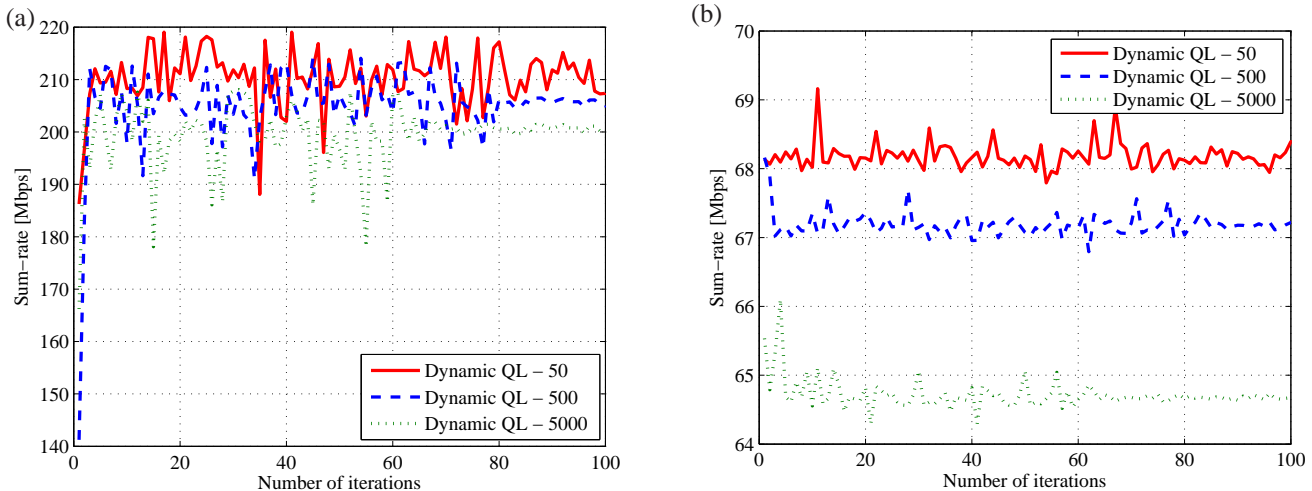 (a)
220
210
200
190
180
170
160
150
140
0
20
40
60
80
100
Sum−rate [Mbps]
Number of iterations
Dynamic QL − 50
Dynamic QL − 500
Dynamic QL − 5000
(b)
70
69
68
67
66
65
64
0
20
40
60
80
100
Sum−rate [Mbps]
Number of iterations
Dynamic QL − 50
Dynamic QL − 500
Dynamic QL − 5000